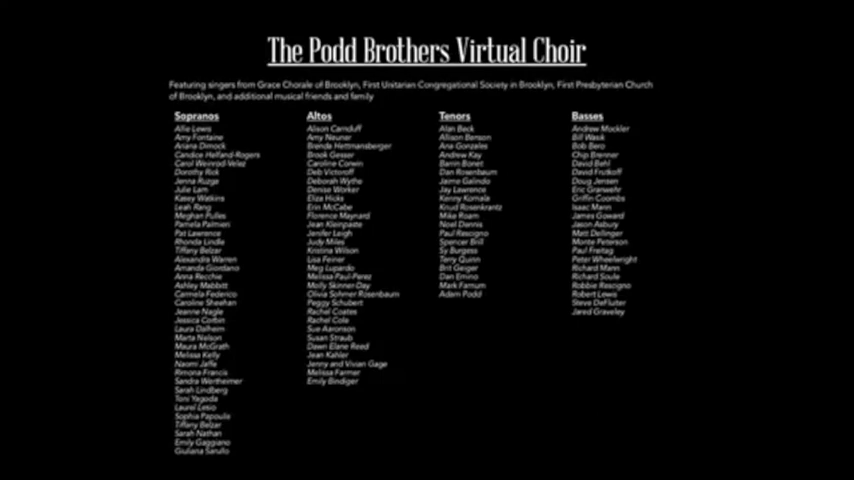 The Podd Brothers Virtual Choir
Featuring singers from Grace Chorale of Brooklyn, First Unitarian Congregational Society in Brooklyn, First Presbyterian Church
of Brooklyn, and additional musical friends and family
Sopranos
Allie Lewis
Amy Fontaine
Ariana Dimock
Candice Helfand-Rogers
Carol Weinrod-Velez
Dorothy Rick
Jenna Ruzga
Julie Lam
Kasey Watkins
Leah Rang
Meghan Pulles
Pamela Palmieri
Pat Lawrence
Rhonda Lindle
Tiffany Belzar
Alexandra Warren
Amanda Giordano
Anna Recchie
Ashley Mabbitt
Carmela Federico
Caroline Sheehan
Jeanne Nagle
Jessica Corbin
Laura Dalheim
Marta Nelson
Maura McGrath
Melissa Kelly
Naomi Jaffe
Rimona Francis
Sandra Wertheimer
Sarah Lindberg
Toni Yagoda
Laurel Lesio
Sophia Papoula
Tiffany Belzar
Sarah Nathan
Emily Gaggiano
Giuliana Sarullo
Altos
Alison Carnduff
Amy Neuner
Brenda Hettmansberger
Brook Gesser
Caroline Corwin
Deb Victoroff
Deborah Wythe
Denise Worker
Eliza Hicks
Erin McCabe
Florence Maynard
Jean Kleinpaste
Jenifer Leigh
Judy Miles
Kristina Wilson
Lisa Feiner
Meg Lupardo
Melissa Paul-Perez
Molly Skinner-Day
Olivia Sohmer Rosenbaum
Peggy Schubert
Rachel Coates
Rachel Cole
Sue Aaronson
Susan Straub
Dawn Elane Reed
Jean Kahler
Jenny and Vivian Gage
Melissa Farmer
Emily Bindiger
Tenors
Alan Beck
Allison Benson
Ana Gonzales
Andrew Kay
Barin Bonet
Dan Rosenbaum
Jaime Galindo
Jay Lawrence
Kenny Komala
Knud Rosenkrantz
Mike Roam
Noel Dennis
Paul Rescigno
Spencer Brill
Sy Burgess
Terry Quinn
Brit Geiger
Dan Emino
Mark Farnum
Adam Podd
Basses
Andrew Mockler
Bill Wasik
Bob Bero
Chip Brenner
David Behl
David Frutkoff
Doug Jensen
Eric Granwehr
Griffin Coombs
Isaac Mann
James Goward
Jason Asbury
Matt Dellinger
Monte Peterson
Paul Freitag
Peter Wheelwright
Richard Mann
Richard Soule
Robbie Rescigno
Robert Lewis
Steve DeFlutter
Jared Graveley